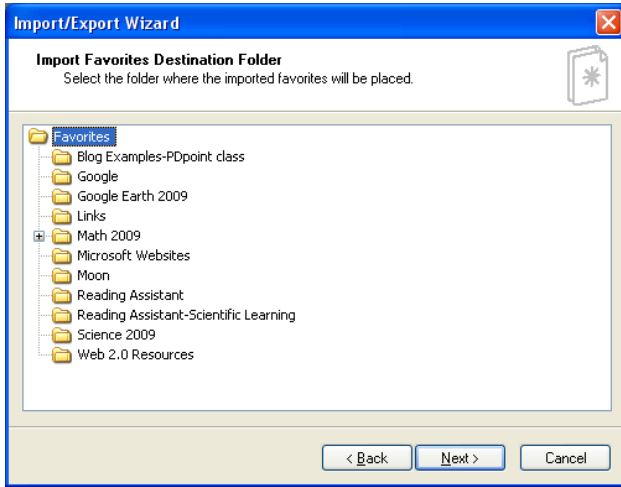 Import/Export Wizard
Import Favorites Destination Folder
Select the folder where the imported favorites will be placed.
Favorites
Blog Examples-PDpoint class
Google
Google Earth 2009
Links
Math 2009
Microsoft Websites
Moon
Reading Assistant
Reading Assistant-Scientific Learning
Science 2009
Web 2.0 Resources
< Back Next > Cancel